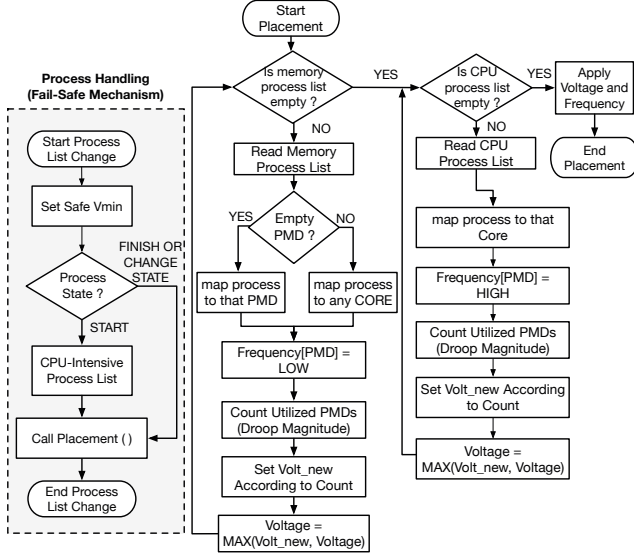 Process Handling
(Fail-Safe Mechanism)
Start Process
List Change
Set Safe Vmin
FINISH OR
CHANGE
STATE
Process
State ?
START
CPU-Intensive
Process List
Call Placement ( )
End Process
List Change
Start
Placement
Is memory
process list
empty ?
YES
NO
Read Memory
Process List
YES
Empty
PMD ?
NO
map process
to that PMD
map process
to any CORE
Frequency[PMD] =
LOW
Count Utilized PMDs
(Droop Magnitude)
Set Volt_new
According to Count
Voltage =
MAX(Volt_new, Voltage)
Is CPU
process list
empty ?
YES
NO
Apply
Voltage and
Frequency
End
Placement
Read CPU
Process List
map process to that
Core
Frequency[PMD] =
HIGH
Count Utilized PMDs
(Droop Magnitude)
Set Volt_new According
to Count
Voltage =
MAX(Volt_new, Voltage)